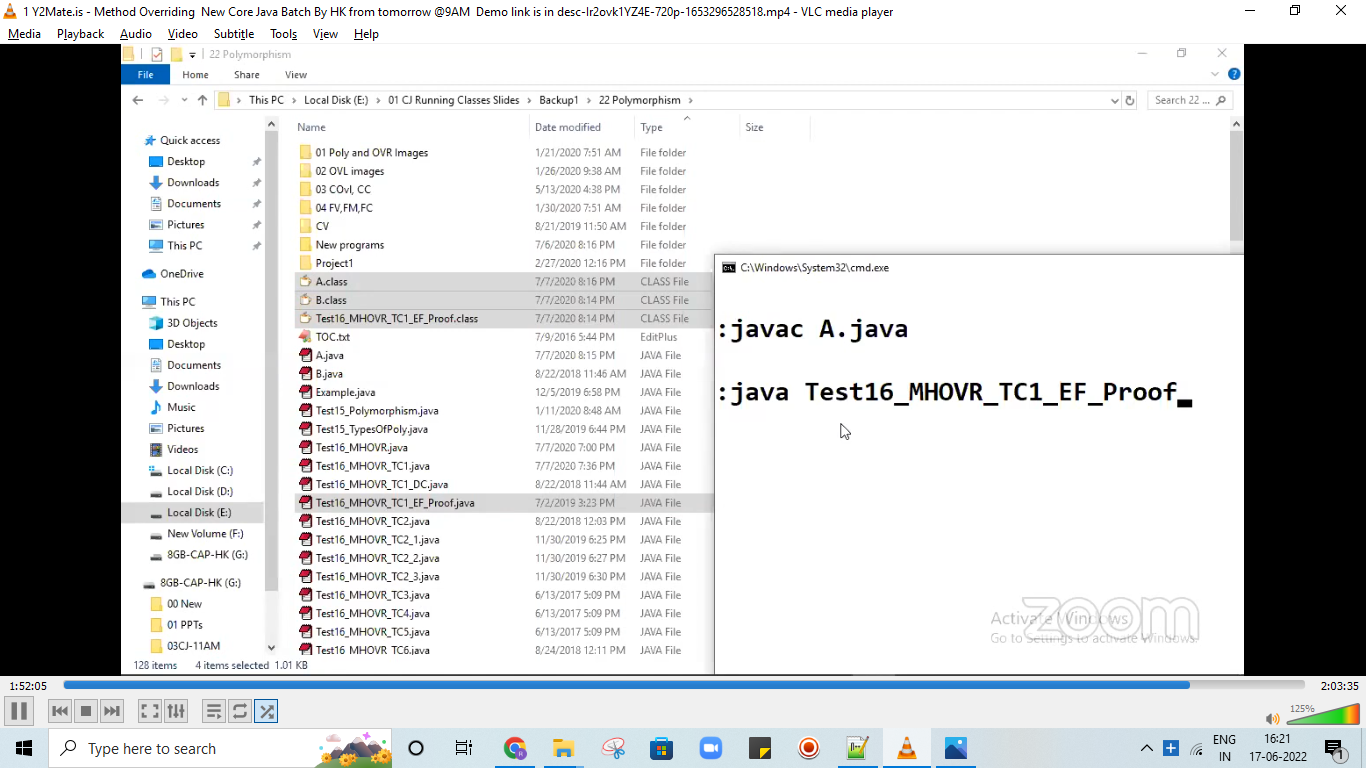 1 Y2Mate.is - Method Overriding  New Core Java Batch By HK from tomorrow @9AM  Demo link is in desc-lr2ovk1YZ4E-720p-1653296528518.mp4 - VLC media player
Media Playback Audio Video Subtitle Tools View Help
22 Polymorphism
File Home Share View
This PC > Local Disk (E:) > 01 CJ Running Classes Slides > Backup1 > 22 Polymorphism >
Search 22 ...
Quick access
Desktop
Downloads
Documents
Pictures
This PC
OneDrive
This PC
3D Objects
Desktop
Documents
Downloads
Music
Pictures
Videos
Local Disk (C:)
Local Disk (D:)
Local Disk (E:)
New Volume (F:)
8GB-CAP-HK (G:)
8GB-CAP-HK (G:)
00 New
01 PPTs
03CJ-11AM
Name Date modified Type Size
01 Poly and OVR Images 1/21/2020 7:51 AM File folder
02 OVL images 1/26/2020 9:38 AM File folder
03 COvl, CC 5/13/2020 4:38 PM File folder
04 FV,FM,FC 1/30/2020 7:51 AM File folder
CV 8/21/2019 11:50 AM File folder
New programs 7/6/2020 8:16 PM File folder
Project1 2/27/2020 12:16 PM File folder
A.class 7/7/2020 8:16 PM CLASS File
B.class 7/7/2020 8:14 PM CLASS File
Test16_MHOVR_TC1_EF_Proof.class 7/7/2020 8:14 PM CLASS File
TOC.txt 7/9/2016 5:44 PM EditPlus
A.java 7/7/2020 8:15 PM JAVA File
B.java 8/22/2018 11:46 AM JAVA File
Example.java 12/5/2019 6:58 PM JAVA File
Test15_Polymorphism.java 1/11/2020 8:48 AM JAVA File
Test15_TypesOfPoly.java 11/28/2019 6:44 PM JAVA File
Test16_MHOVR.java 7/7/2020 7:00 PM JAVA File
Test16_MHOVR_TC1.java 7/7/2020 7:36 PM JAVA File
Test16_MHOVR_TC1_DC.java 8/22/2018 11:44 AM JAVA File
Test16_MHOVR_TC1_EF_Proof.java 7/2/2019 3:23 PM JAVA File
Test16_MHOVR_TC2.java 8/22/2018 12:03 PM JAVA File
Test16_MHOVR_TC2_1.java 11/30/2019 6:25 PM JAVA File
Test16_MHOVR_TC2_2.java 11/30/2019 6:27 PM JAVA File
Test16_MHOVR_TC2_3.java 11/30/2019 6:30 PM JAVA File
Test16_MHOVR_TC3.java 6/13/2017 5:09 PM JAVA File
Test16_MHOVR_TC4.java 6/13/2017 5:09 PM JAVA File
Test16_MHOVR_TC5.java 6/13/2017 5:09 PM JAVA File
Test16_MHOVR_TC6.java 8/24/2018 12:11 PM JAVA File
128 items 4 items selected 1.01 KB
C:\Windows\System32\cmd.exe
:javac A.java
:java Test16_MHOVR_TC1_EF_Proof_
zoom
Activate Windows
Go to Settings to activate Windows.
1:52:05 2:03:35
125%
Type here to search
ENG
IN
16:21
17-06-2022
1